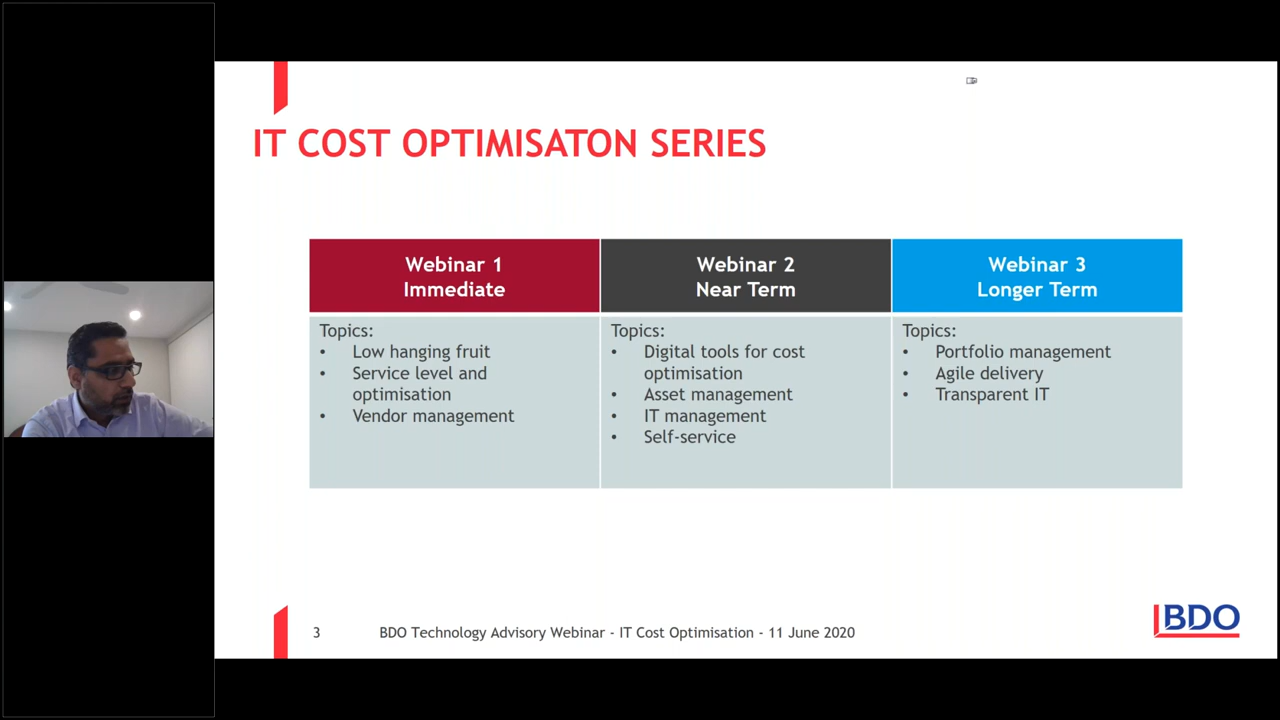 IT COST OPTIMISATON SERIES
Webinar 1
Immediate
Webinar 2
Near Term
Webinar 3
Longer Term
Topics:
• Low hanging fruit
• Service level and
optimisation
• Vendor management
Topics:
• Digital tools for cost
optimisation
• Asset management
• IT management
• Self-service
Topics:
• Portfolio management
• Agile delivery
• Transparent IT
3 BDO Technology Advisory Webinar - IT Cost Optimisation - 11 June 2020
BDO